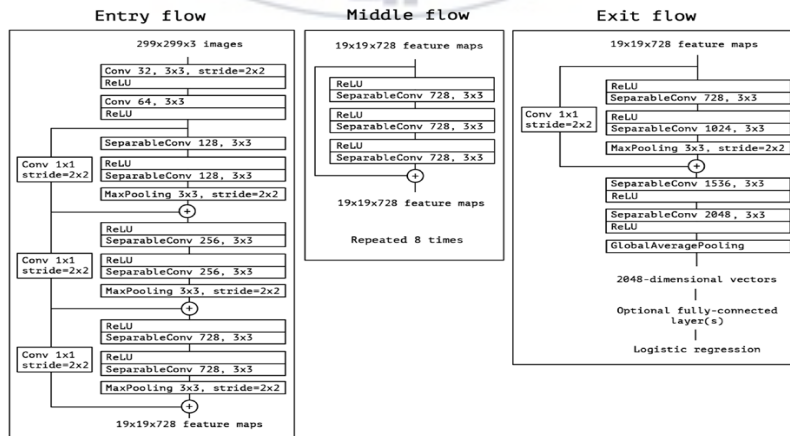 Entry flow
299x299x3 images
Conv 32, 3x3, stride=2x2
ReLU
Conv 64, 3x3
ReLU
Conv 1x1
stride=2x2
SeparableConv 128, 3x3
ReLU
SeparableConv 128, 3x3
MaxPooling 3x3, stride=2x2
+
Conv 1x1
stride=2x2
ReLU
SeparableConv 256, 3x3
ReLU
SeparableConv 256, 3x3
MaxPooling 3x3, stride=2x2
+
Conv 1x1
stride=2x2
ReLU
SeparableConv 728, 3x3
ReLU
SeparableConv 728, 3x3
MaxPooling 3x3, stride=2x2
+
19x19x728 feature maps
Middle flow
19x19x728 feature maps
ReLU
SeparableConv 728, 3x3
ReLU
SeparableConv 728, 3x3
ReLU
SeparableConv 728, 3x3
+
19x19x728 feature maps
Repeated 8 times
Exit flow
19x19x728 feature maps
Conv 1x1
stride=2x2
ReLU
SeparableConv 728, 3x3
ReLU
SeparableConv 1024, 3x3
MaxPooling 3x3, stride=2x2
+
SeparableConv 1536, 3x3
ReLU
SeparableConv 2048, 3x3
ReLU
GlobalAveragePooling
2048-dimensional vectors
Optional fully-connected
layer(s)
Logistic regression